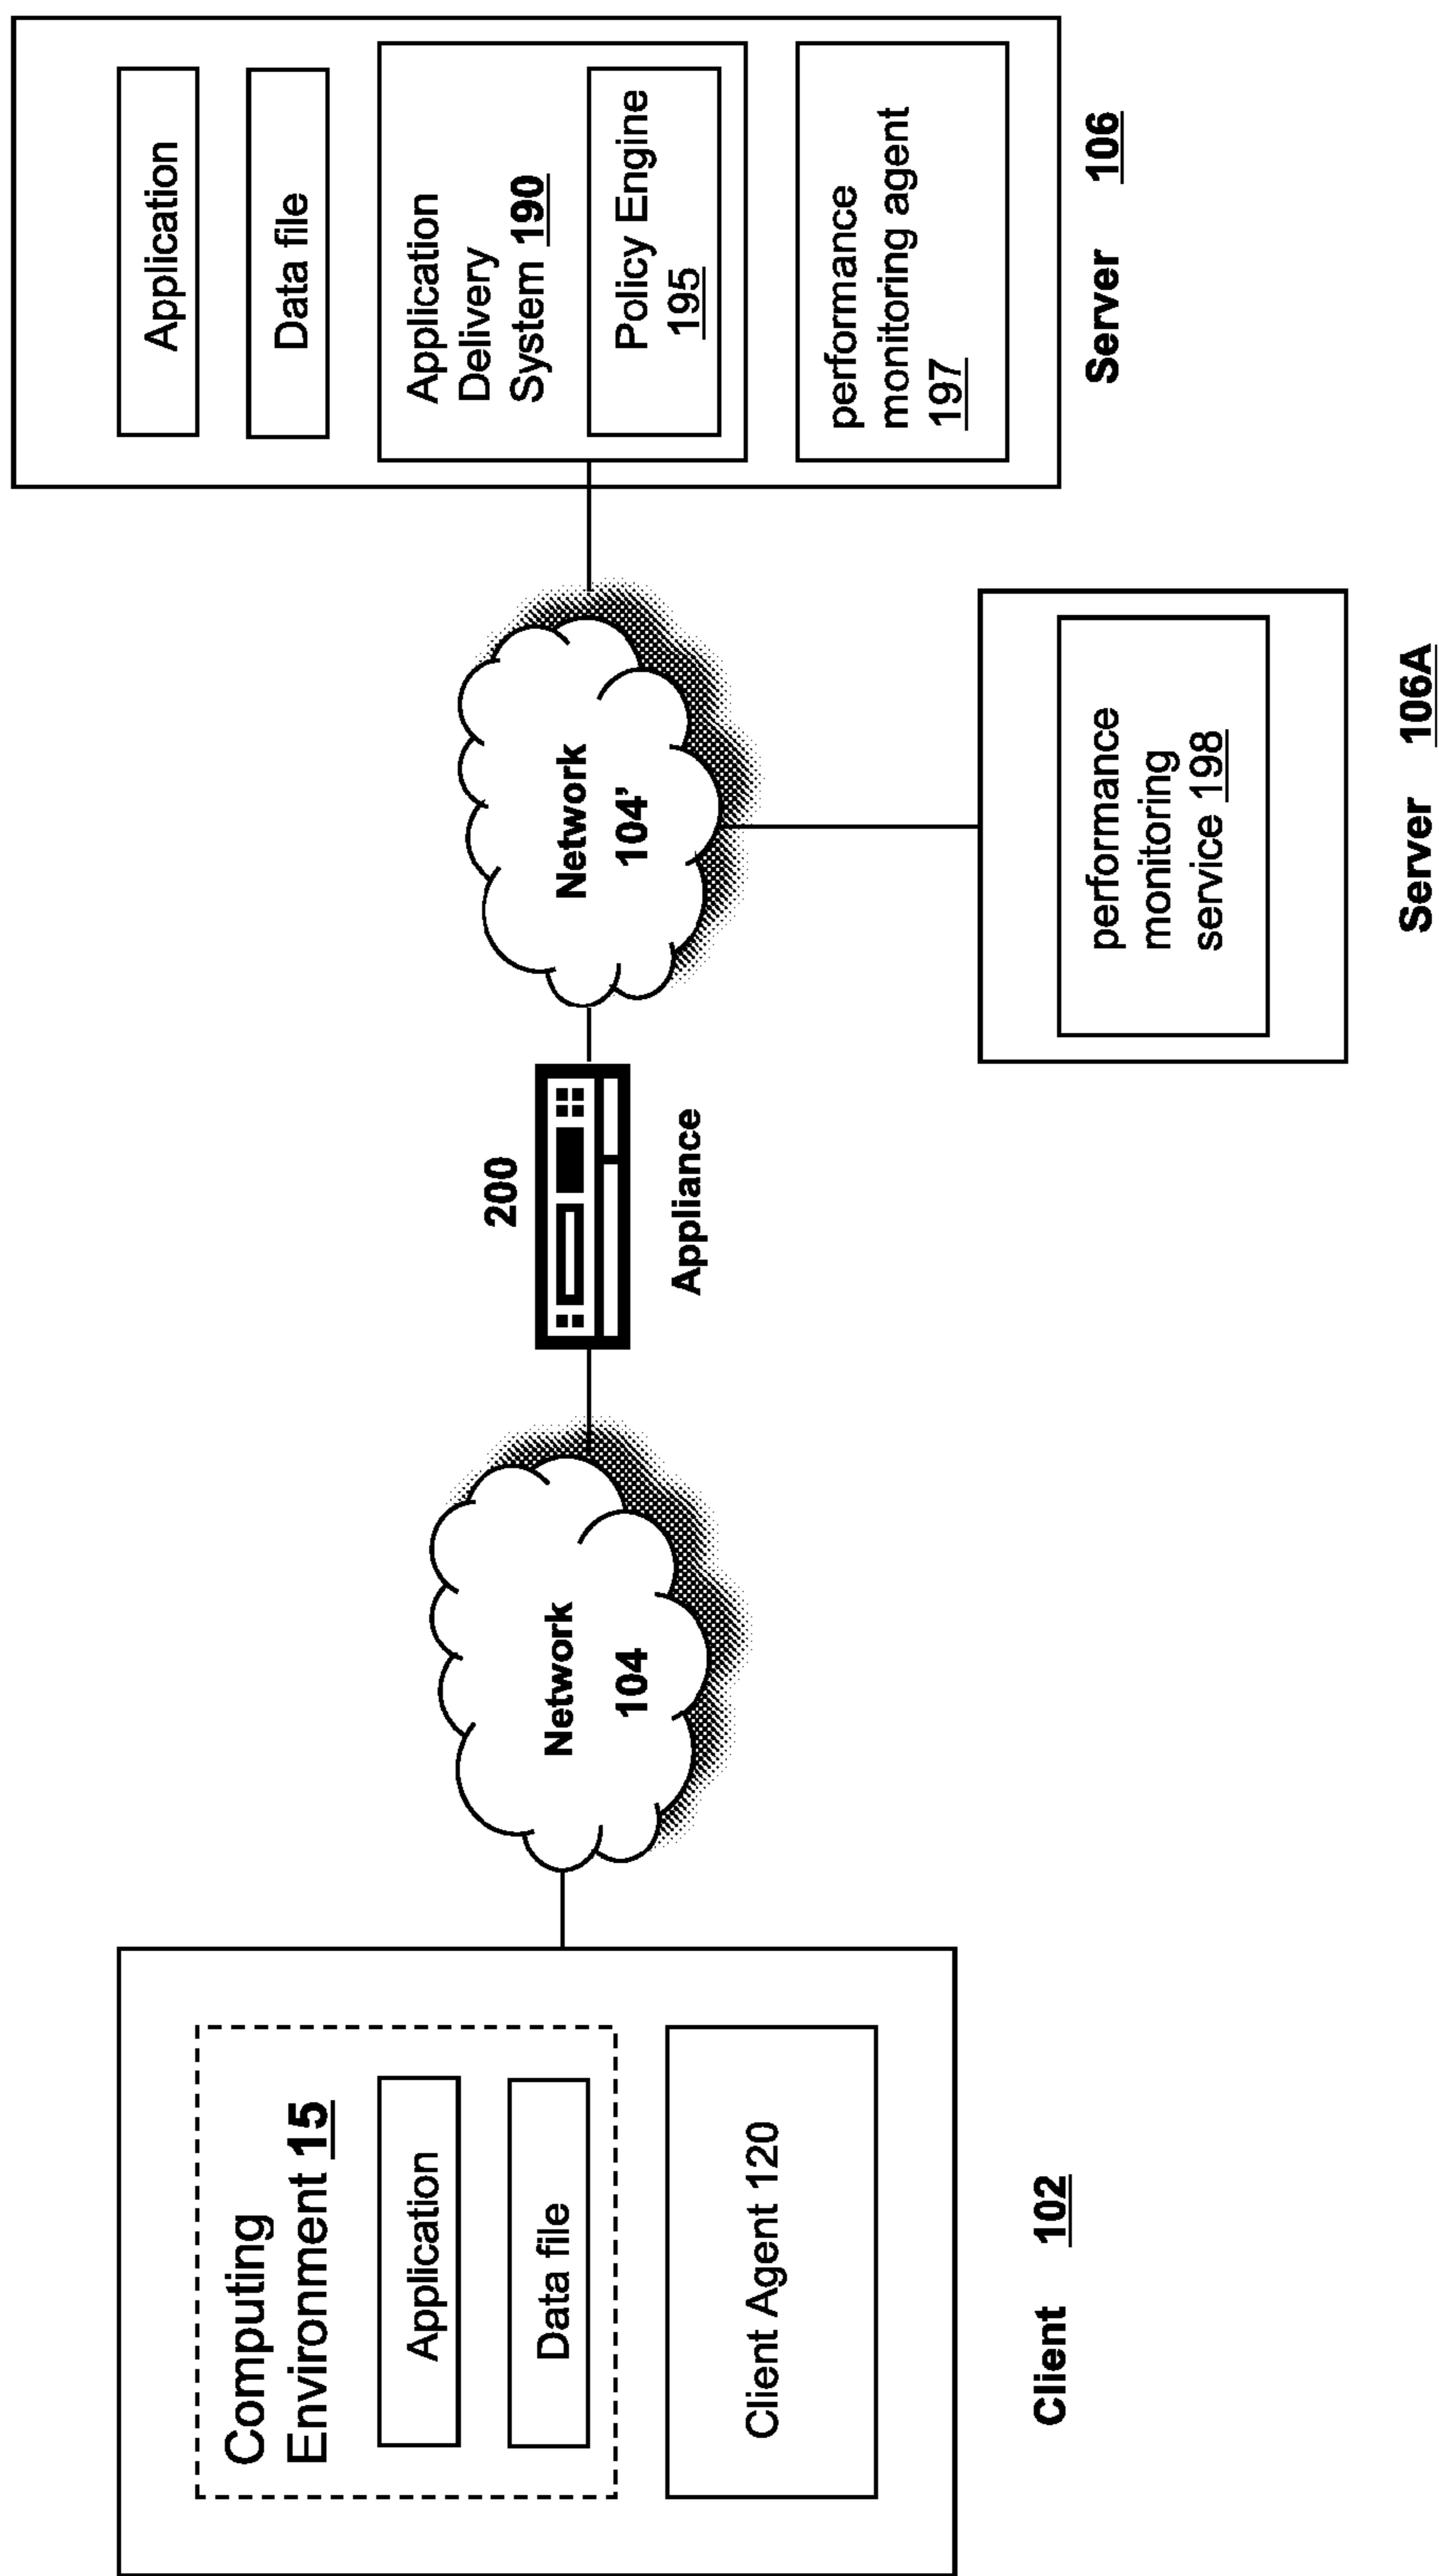 Computing
Environment 15
Application
Data file
Client Agent 120
Client 102
Network
104
200
Appliance
Network
104’
performance
monitoring
service 198
Server 106A
Application
Data file
Application
Delivery
System 190
Policy Engine
195
performance
monitoring agent
197
Server 106